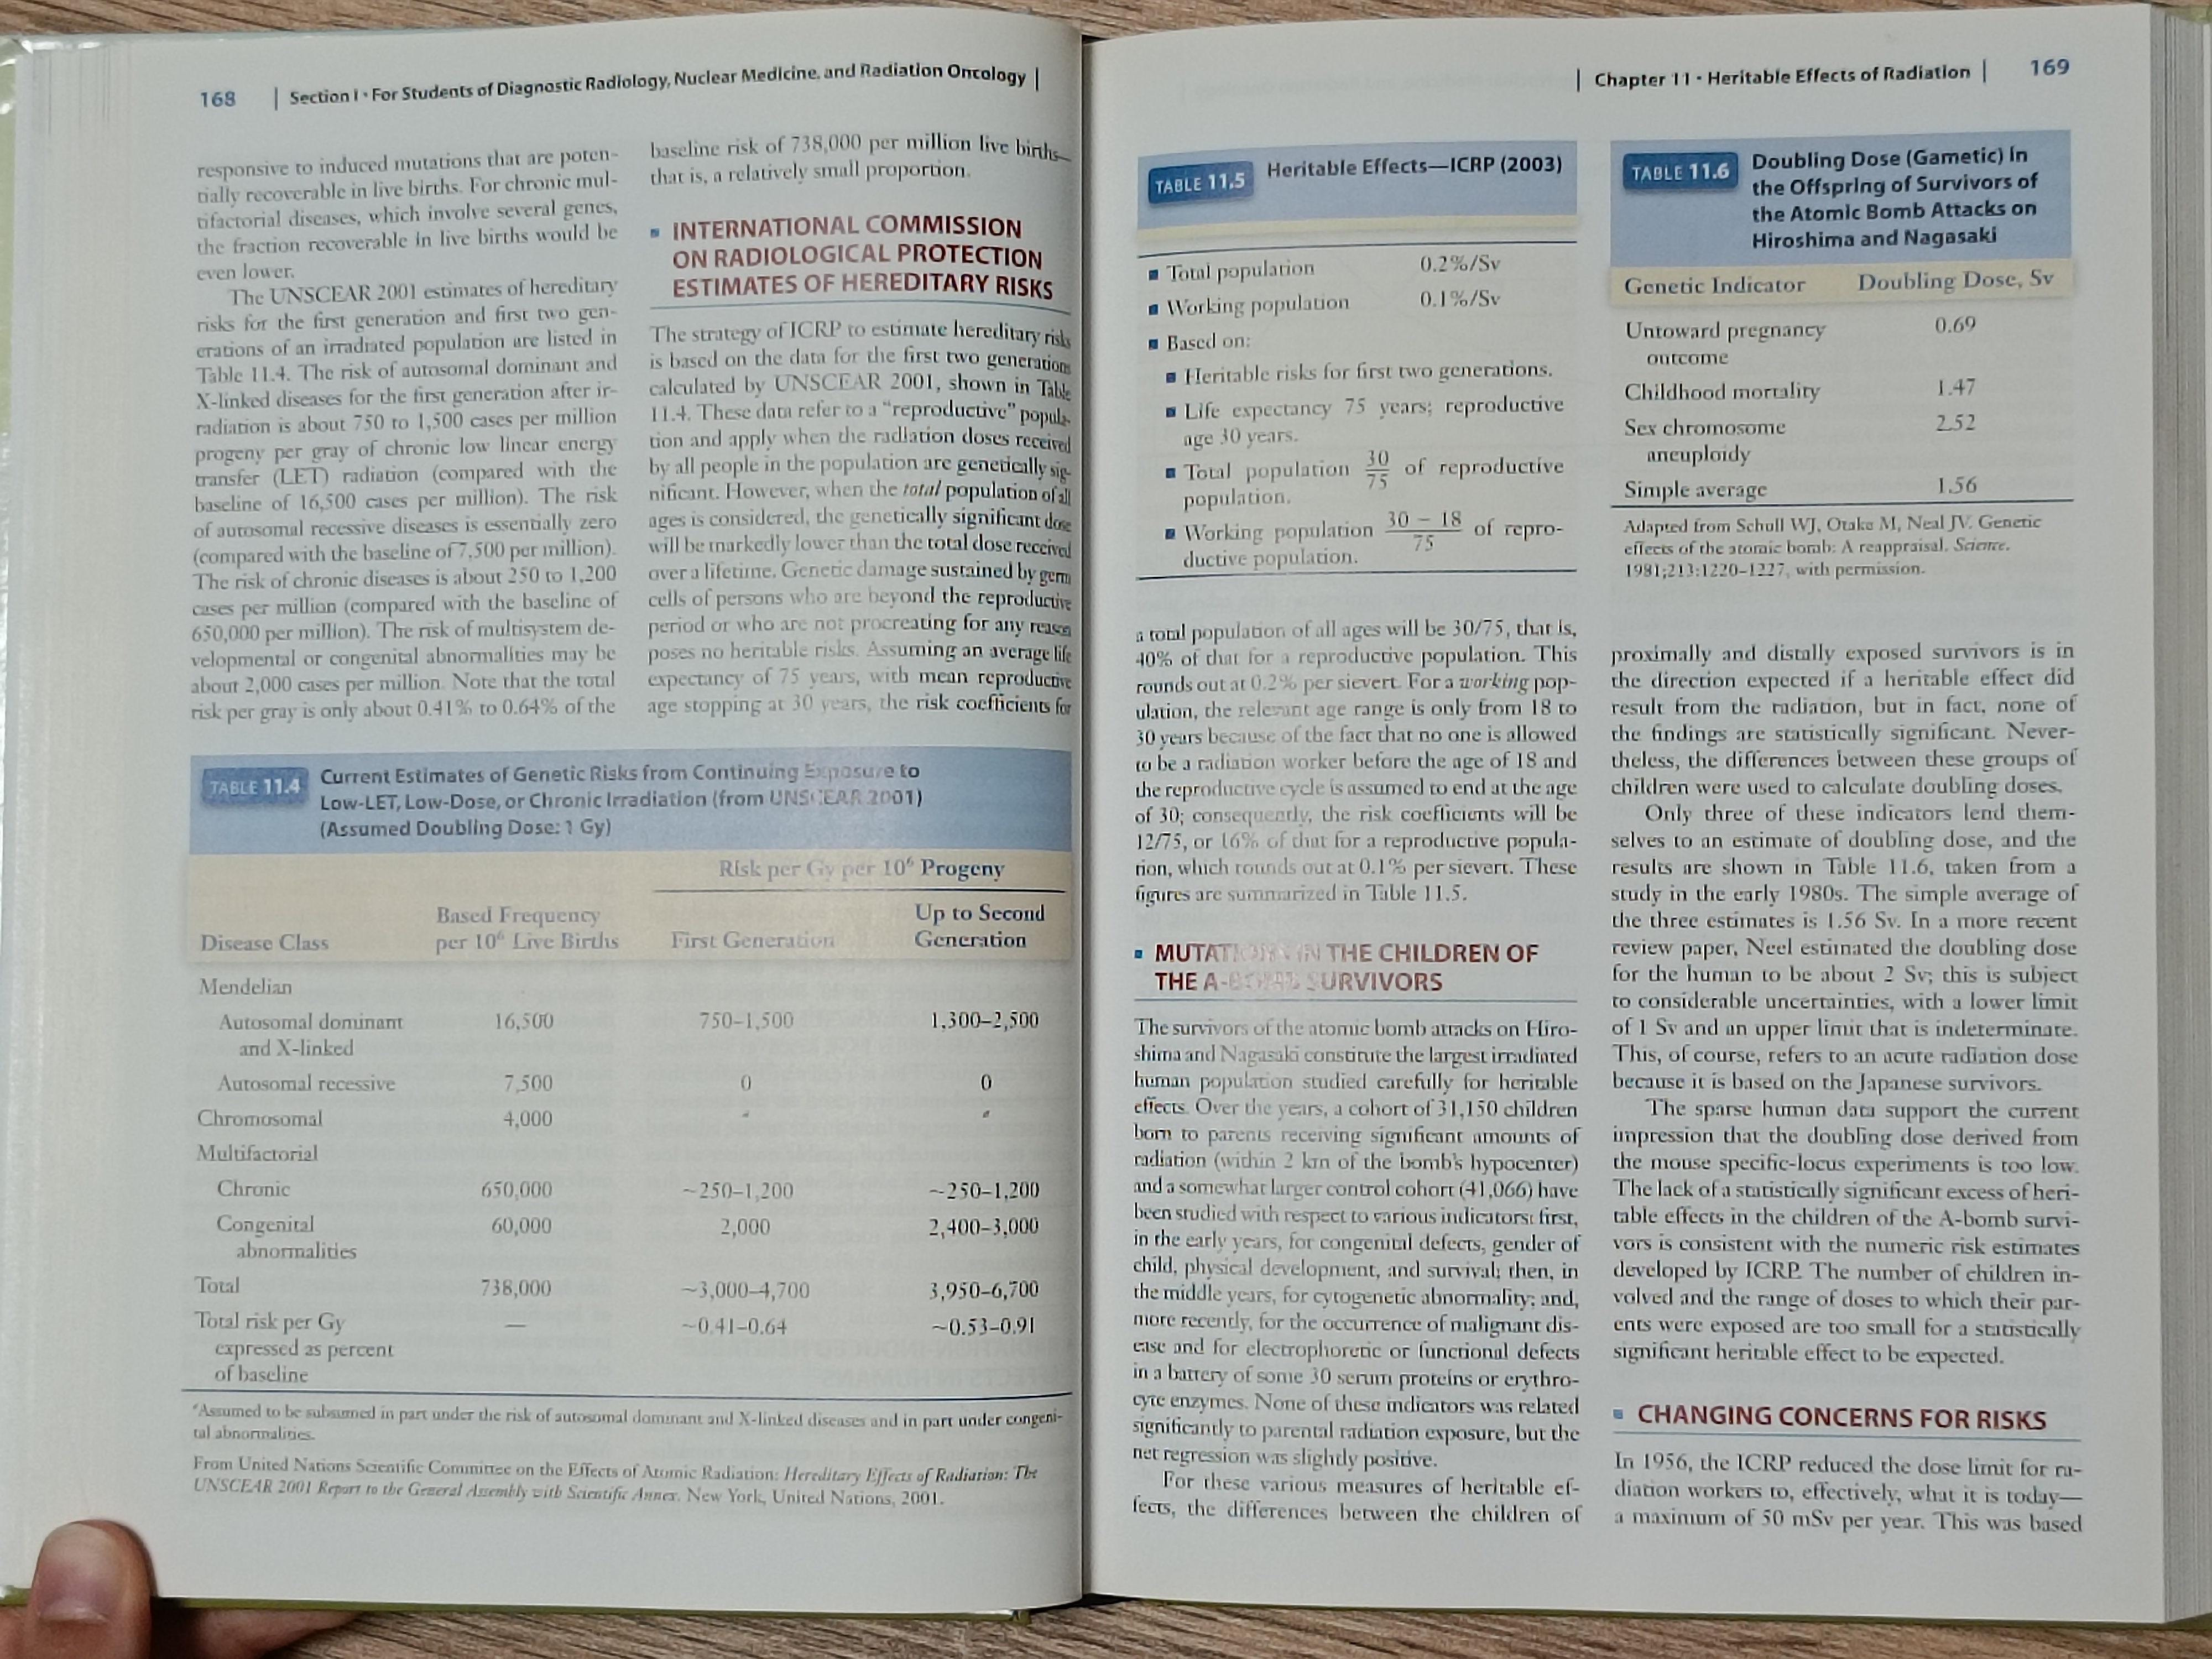 168 | Section I • For Students of Diagnostic Radiology, Nuclear Medicine, and Radiation Oncology |
responsive to induced mutations that are poten-
tially recoverable in live births. For chronic mul-
tifactorial diseases, which involve several genes,
the fraction recoverable in live births would be
even lower.
The UNSCEAR 2001 estimates of hereditary
risks for the first generation and first two gen-
erations of an irradiated population are listed in
Table 11.4. The risk of autosomal dominant and
X-linked diseases for the first generation after ir-
radiation is about 750 to 1,500 cases per million
progeny per gray of chronic low linear energy
transfer (LET) radiation (compared with the
baseline of 16,500 cases per million). The risk
of autosomal recessive diseases is essentially zero
(compared with the baseline of 7,500 per million).
The risk of chronic diseases is about 250 to 1,200
cases per million (compared with the baseline of
650,000 per million). The risk of multisystem de-
velopmental or congenital abnormalities may be
about 2,000 cases per million. Note that the total
risk per gray is only about 0.41% to 0.64% of the
baseline risk of 738,000 per million live births—
that is, a relatively small proportion.
▪ INTERNATIONAL COMMISSION
ON RADIOLOGICAL PROTECTION
ESTIMATES OF HEREDITARY RISKS
The strategy of ICRP to estimate hereditary risks
is based on the data for the first two generations
calculated by UNSCEAR 2001, shown in Table
11.4. These data refer to a “reproductive” popula-
tion and apply when the radiation doses received
by all people in the population are genetically sig-
nificant. However, when the total population of all
ages is considered, the genetically significant dose
will be markedly lower than the total dose received
over a lifetime. Genetic damage sustained by germ
cells of persons who are beyond the reproductive
period or who are not procreating for any reason
poses no heritable risks. Assuming an average life
expectancy of 75 years, with mean reproductive
age stopping at 30 years, the risk coefficients for
TABLE 11.4 Current Estimates of Genetic Risks from Continuing Exposure to
Low-LET, Low-Dose, or Chronic Irradiation (from UNSCEAR 2001)
(Assumed Doubling Dose: 1 Gy)
Risk per Gy per 10⁶ Progeny
Disease Class Based Frequency per 10⁶ Live Births First Generation Up to Second Generation
Mendelian
Autosomal dominant 16,500 750–1,500 1,300–2,500
and X-linked
Autosomal recessive 7,500 0 0
Chromosomal 4,000 a a
Multifactorial
Chronic 650,000 ~250–1,200 ~250–1,200
Congenital 60,000 2,000 2,400–3,000
abnormalities
Total 738,000 ~3,000–4,700 3,950–6,700
Total risk per Gy — ~0.41–0.64 ~0.53–0.91
expressed as percent
of baseline
ᵃAssumed to be subsumed in part under the risk of autosomal dominant and X-linked diseases and in part under congeni-
tal abnormalities.
From United Nations Scientific Committee on the Effects of Atomic Radiation: Hereditary Effects of Radiation: The
UNSCEAR 2001 Report to the General Assembly with Scientific Annex. New York, United Nations, 2001.
| Chapter 11 • Heritable Effects of Radiation | 169
TABLE 11.5 Heritable Effects—ICRP (2003)
▪ Total population 0.2%/Sv
▪ Working population 0.1%/Sv
▪ Based on:
▪ Heritable risks for first two generations.
▪ Life expectancy 75 years; reproductive
age 30 years.
▪ Total population 30/75 of reproductive
population.
▪ Working population (30 – 18)/75 of repro-
ductive population.
a total population of all ages will be 30/75, that is,
40% of that for a reproductive population. This
rounds out at 0.2% per sievert. For a working pop-
ulation, the relevant age range is only from 18 to
30 years because of the fact that no one is allowed
to be a radiation worker before the age of 18 and
the reproductive cycle is assumed to end at the age
of 30; consequently, the risk coefficients will be
12/75, or 16% of that for a reproductive popula-
tion, which rounds out at 0.1% per sievert. These
figures are summarized in Table 11.5.
▪ MUTATIONS IN THE CHILDREN OF
THE A-BOMB SURVIVORS
The survivors of the atomic bomb attacks on Hiro-
shima and Nagasaki constitute the largest irradiated
human population studied carefully for heritable
effects. Over the years, a cohort of 31,150 children
born to parents receiving significant amounts of
radiation (within 2 km of the bomb’s hypocenter)
and a somewhat larger control cohort (41,066) have
been studied with respect to various indicators: first,
in the early years, for congenital defects, gender of
child, physical development, and survival; then, in
the middle years, for cytogenetic abnormality; and,
more recently, for the occurrence of malignant dis-
ease and for electrophoretic or functional defects
in a battery of some 30 serum proteins or erythro-
cyte enzymes. None of these indicators was related
significantly to parental radiation exposure, but the
net regression was slightly positive.
For these various measures of heritable ef-
fects, the differences between the children of
TABLE 11.6 Doubling Dose (Gametic) in
the Offspring of Survivors of
the Atomic Bomb Attacks on
Hiroshima and Nagasaki
Genetic Indicator Doubling Dose, Sv
Untoward pregnancy 0.69
outcome
Childhood mortality 1.47
Sex chromosome 2.52
aneuploidy
Simple average 1.56
Adapted from Schull WJ, Otake M, Neal JV. Genetic
effects of the atomic bomb: A reappraisal. Science.
1981;213:1220–1227, with permission.
proximally and distally exposed survivors is in
the direction expected if a heritable effect did
result from the radiation, but in fact, none of
the findings are statistically significant. Never-
theless, the differences between these groups of
children were used to calculate doubling doses.
Only three of these indicators lend them-
selves to an estimate of doubling dose, and the
results are shown in Table 11.6, taken from a
study in the early 1980s. The simple average of
the three estimates is 1.56 Sv. In a more recent
review paper, Neel estimated the doubling dose
for the human to be about 2 Sv; this is subject
to considerable uncertainties, with a lower limit
of 1 Sv and an upper limit that is indeterminate.
This, of course, refers to an acute radiation dose
because it is based on the Japanese survivors.
The sparse human data support the current
impression that the doubling dose derived from
the mouse specific-locus experiments is too low.
The lack of a statistically significant excess of heri-
table effects in the children of the A-bomb survi-
vors is consistent with the numeric risk estimates
developed by ICRP. The number of children in-
volved and the range of doses to which their par-
ents were exposed are too small for a statistically
significant heritable effect to be expected.
▪ CHANGING CONCERNS FOR RISKS
In 1956, the ICRP reduced the dose limit for ra-
diation workers to, effectively, what it is today—
a maximum of 50 mSv per year. This was based